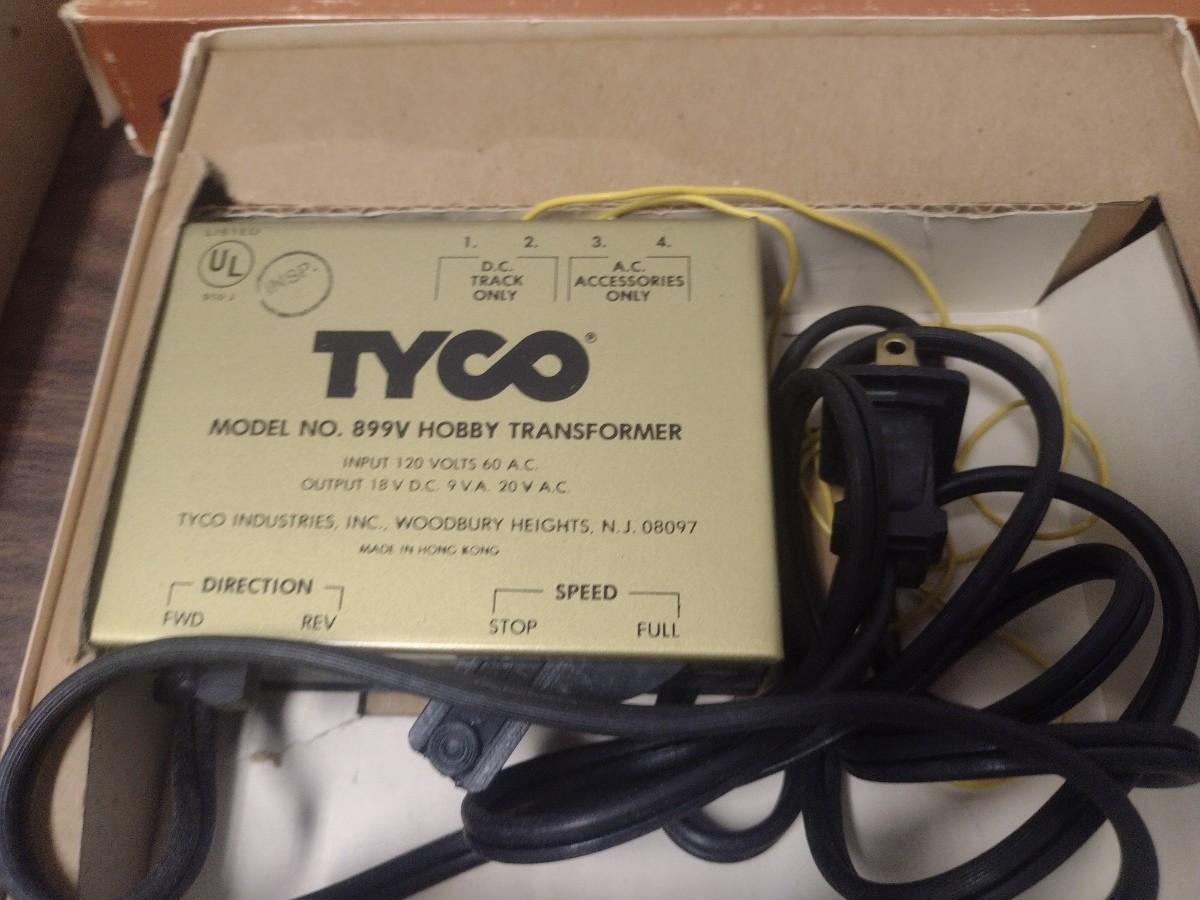 LISTED
UL
INSP.
1. 2. 3. 4.
D.C. TRACK ONLY
A.C. ACCESSORIES ONLY
TYCO®
MODEL NO. 899V HOBBY TRANSFORMER
INPUT 120 VOLTS 60 A.C.
OUTPUT 18 V D.C. 9 V.A. 20 V A.C.
TYCO INDUSTRIES, INC., WOODBURY HEIGHTS, N.J. 08097
MADE IN HONG KONG
DIRECTION
FWD REV
SPEED
STOP FULL